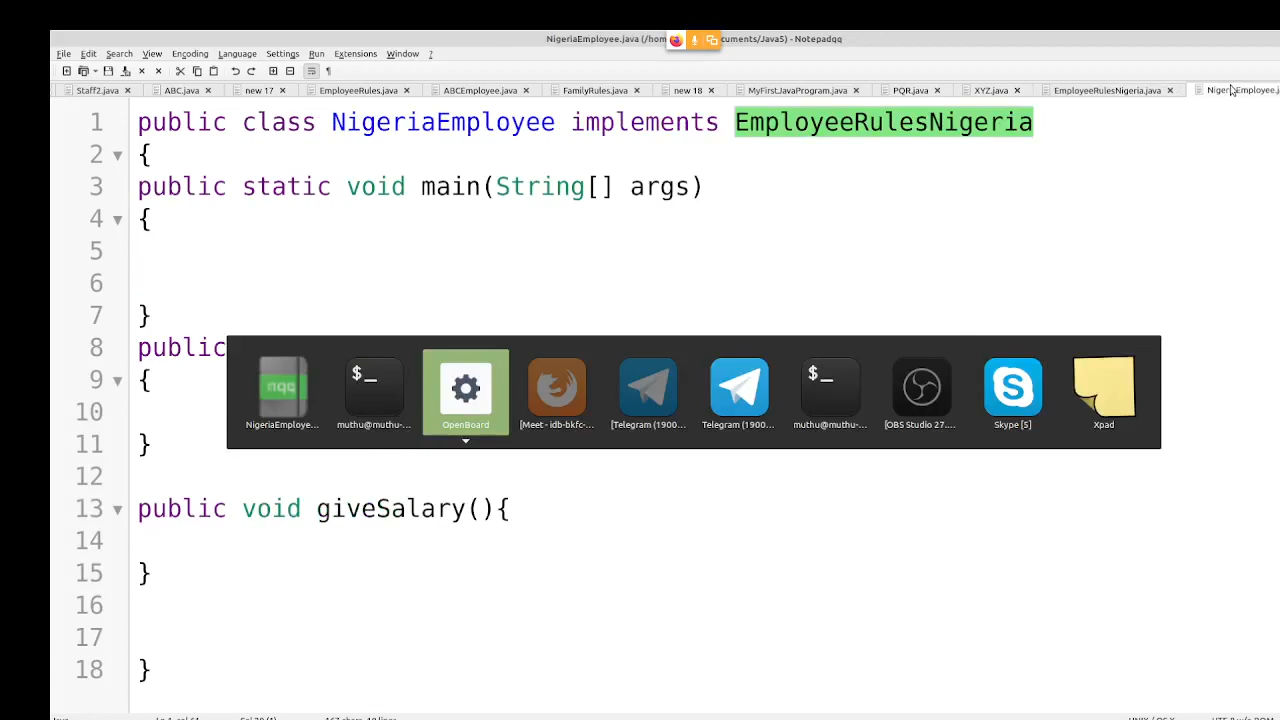 NigeriaEmployee.java (/hom cuments/Java5) - Notepadqq
File Edit Search View Encoding Language Settings Run Extensions Window ?
Staff2.java ABC.java new 17 EmployeeRules.java ABCEmployee.java FamilyRules.java new 18 MyFirstJavaProgram.java PQR.java XYZ.java EmployeeRulesNigeria.java
1 public class NigeriaEmployee implements EmployeeRulesNigeria
2 {
3 public static void main(String[] args)
4 {
5
6
7 }
8 public
9 {
10
11 }
12
13 public void giveSalary(){
14
15 }
16
17
18 }
$_ $_ S
nqq
NigeriaEmploye... muthu@muthu-... OpenBoard [Meet - idb-bkfc-... [Telegram (1900... Telegram (1900... muthu@muthu-... [OBS Studio 27.... Skype [5] Xpad